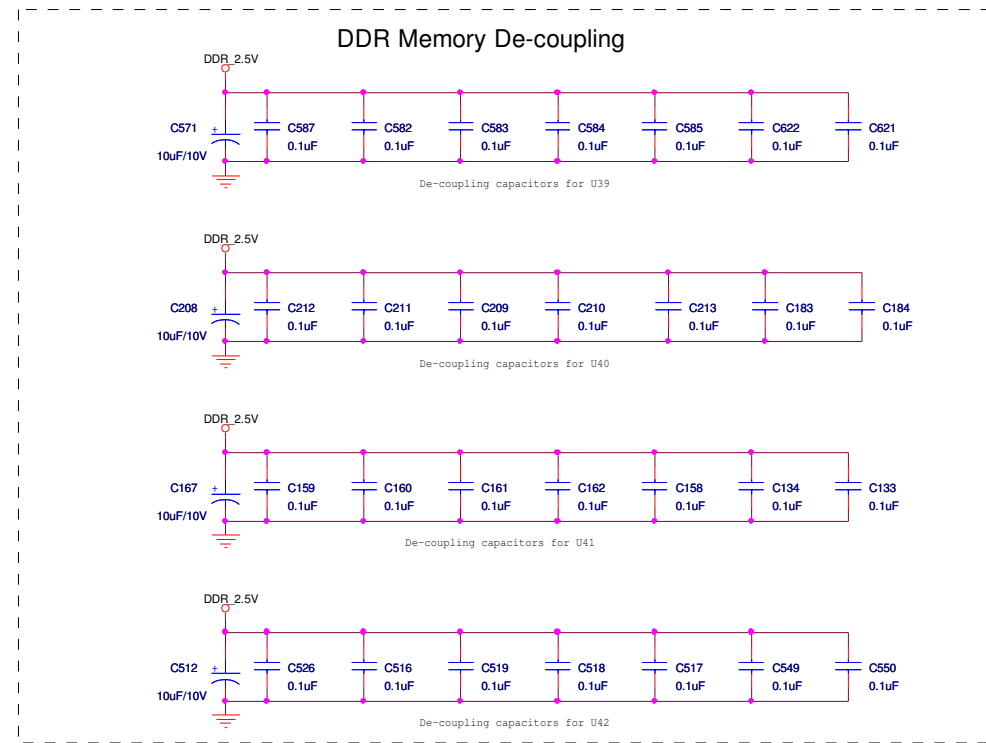 DDR Memory De-coupling
DDR_2.5V
C571 + C587 C582 C583 C584 C585 C622 C621
10uF/10V 0.1uF 0.1uF 0.1uF 0.1uF 0.1uF 0.1uF 0.1uF
De-coupling capacitors for U39
DDR_2.5V
C208 + C212 C211 C209 C210 C213 C183 C184
10uF/10V 0.1uF 0.1uF 0.1uF 0.1uF 0.1uF 0.1uF 0.1uF
De-coupling capacitors for U40
DDR_2.5V
C167 + C159 C160 C161 C162 C158 C134 C133
10uF/10V 0.1uF 0.1uF 0.1uF 0.1uF 0.1uF 0.1uF 0.1uF
De-coupling capacitors for U41
DDR_2.5V
C512 + C526 C516 C519 C518 C517 C549 C550
10uF/10V 0.1uF 0.1uF 0.1uF 0.1uF 0.1uF 0.1uF 0.1uF
De-coupling capacitors for U42